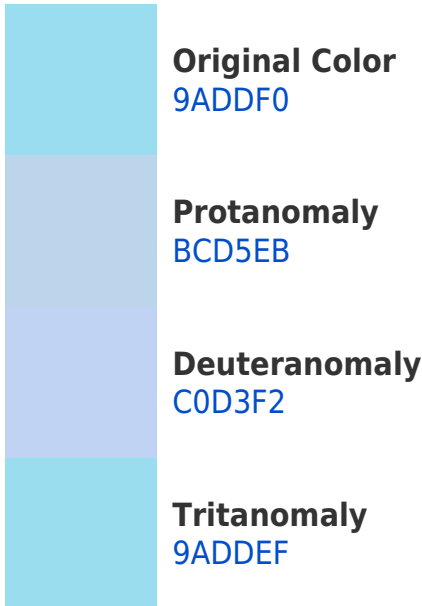 Original Color
9ADDF0
Protanomaly
BCD5EB
Deuteranomaly
C0D3F2
Tritanomaly
9ADDEF